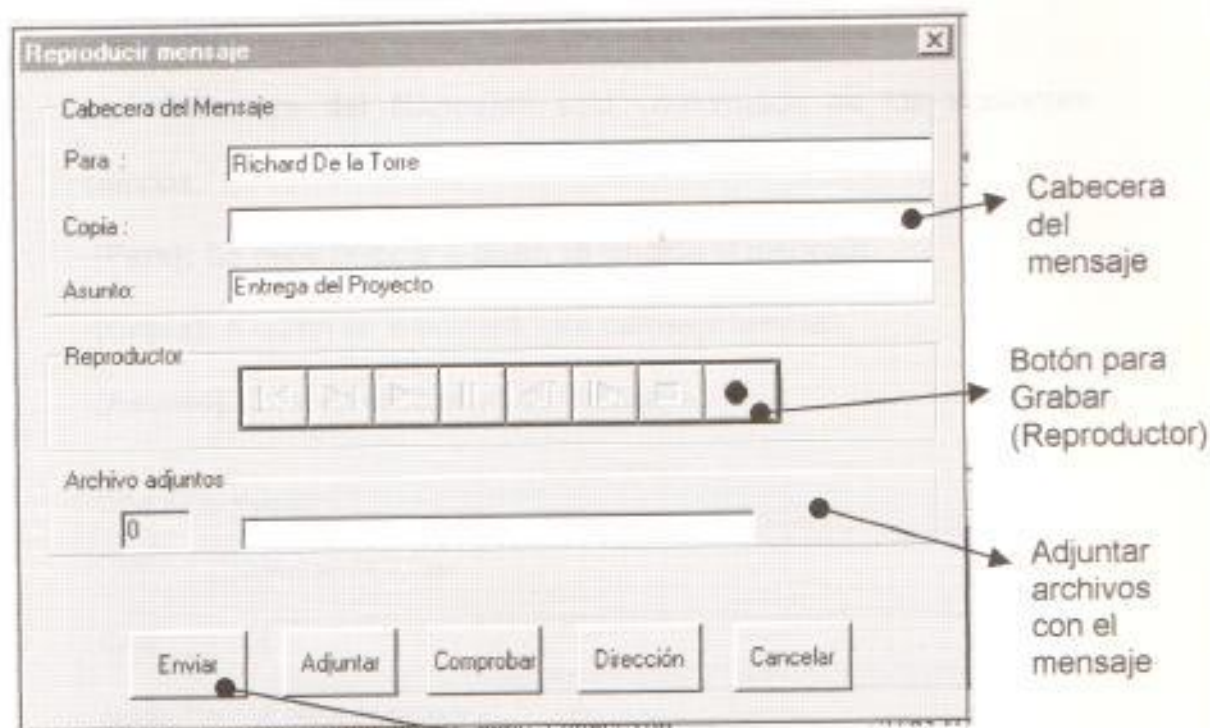 Reproducir mensaje
Cabecera del Mensaje
Para :
Richard De la Torre
Copia :
Asunto:
Entrega del Proyecto
Reproductor
Archivo adjuntos
0
Enviar
Adjuntar
Comprobar
Dirección
Cancelar
Cabecera
del
mensaje
Botón para
Grabar
(Reproductor)
Adjuntar
archivos
con el
mensaje